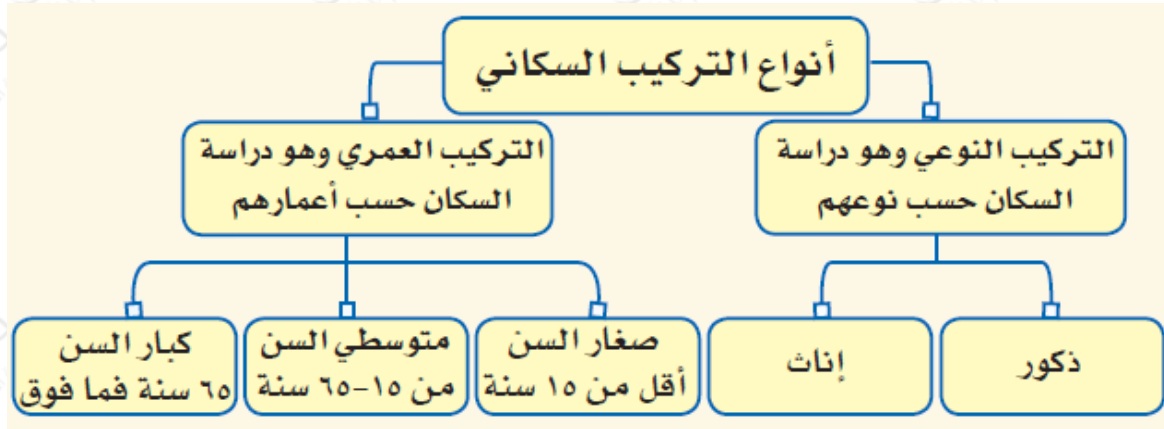 أنواع التركيب السكاني
التركيب النوعي وهو دراسة
السكان حسب نوعهم
التركيب العمري وهو دراسة
السكان حسب أعمارهم
ذكور
إناث
صغار السن
أقل من ١٥ سنة
متوسطي السن
من ١٥-٦٥ سنة
كبار السن
٦٥ سنة فما فوق